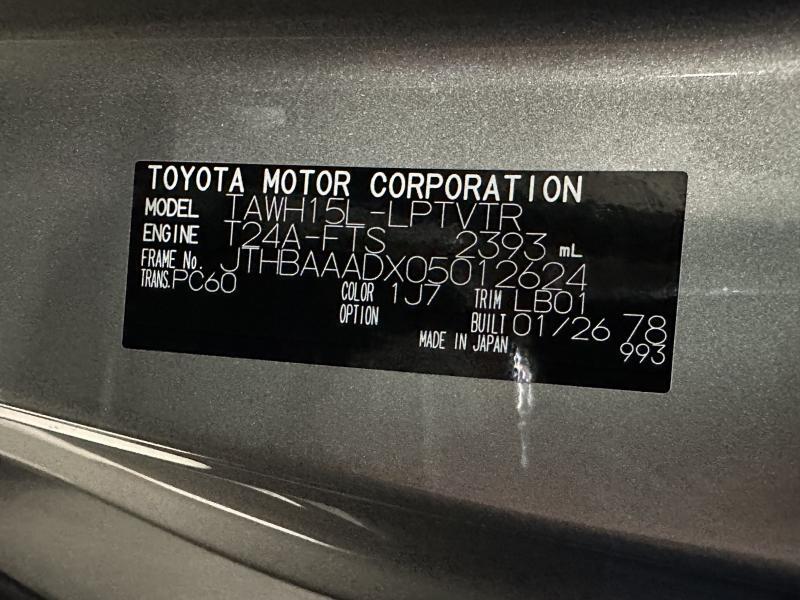 TOYOTA MOTOR CORPORATION
MODEL TAWH15L-LPTVTR
ENGINE T24A-FTS 2393 mL
FRAME No. JTHBAAADX05012624
TRANS. PC60 COLOR 1J7 TRIM LB01
OPTION BUILT 01/26 78
MADE IN JAPAN 993